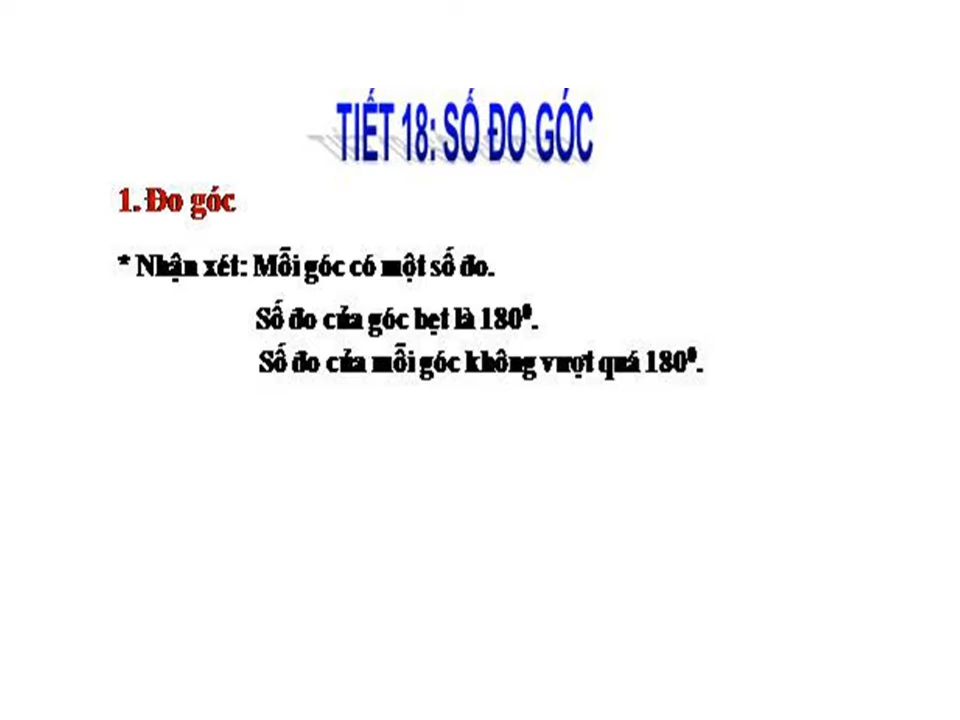 TIẾT 18: SỐ ĐO GÓC
1. Đo góc
* Nhận xét: Mỗi góc có một số đo.
Số đo của góc bẹt là 180⁰.
Số đo của mỗi góc không vượt quá 180⁰.